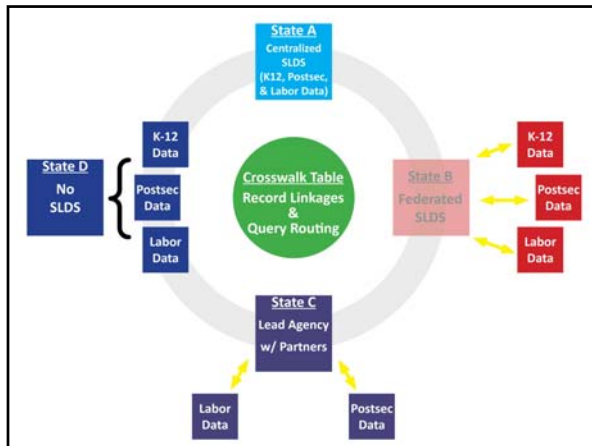 State A
Centralized
SLDS
(K12, Postsec,
& Labor Data)
State D
No
SLDS
K-12
Data
Postsec
Data
Labor
Data
Crosswalk Table
Record Linkages
&
Query Routing
State B
Federated
SLDS
K-12
Data
Postsec
Data
Labor
Data
State C
Lead Agency
w/ Partners
Labor
Data
Postsec
Data